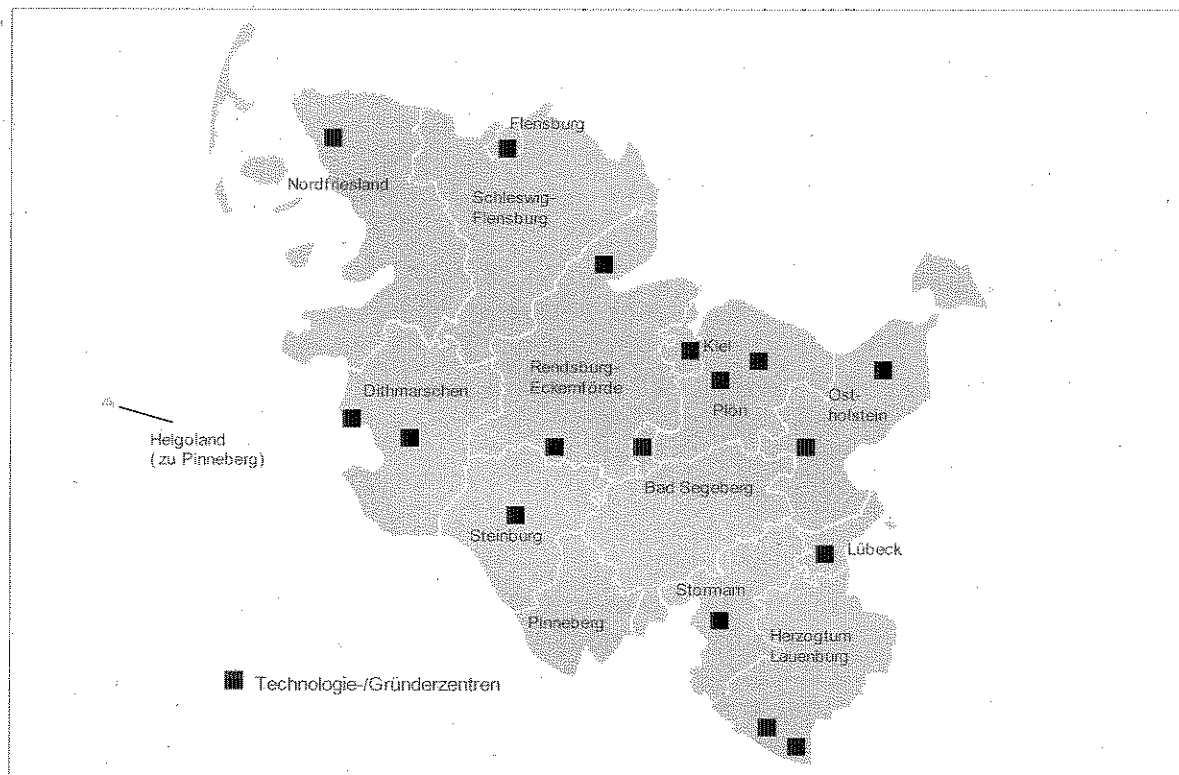 Flensburg
Nordfriesland
Schleswig-
Flensburg
Kiel
Rendsburg-
Eckernförde
Dithmarschen
Plön
Ost-
holstein
Helgoland
( zu Pinneberg)
Bad Segeberg
Steinburg
Lübeck
Stormarn
Pinneberg
Herzogtum
Lauenburg
Technologie-/Gründerzentren